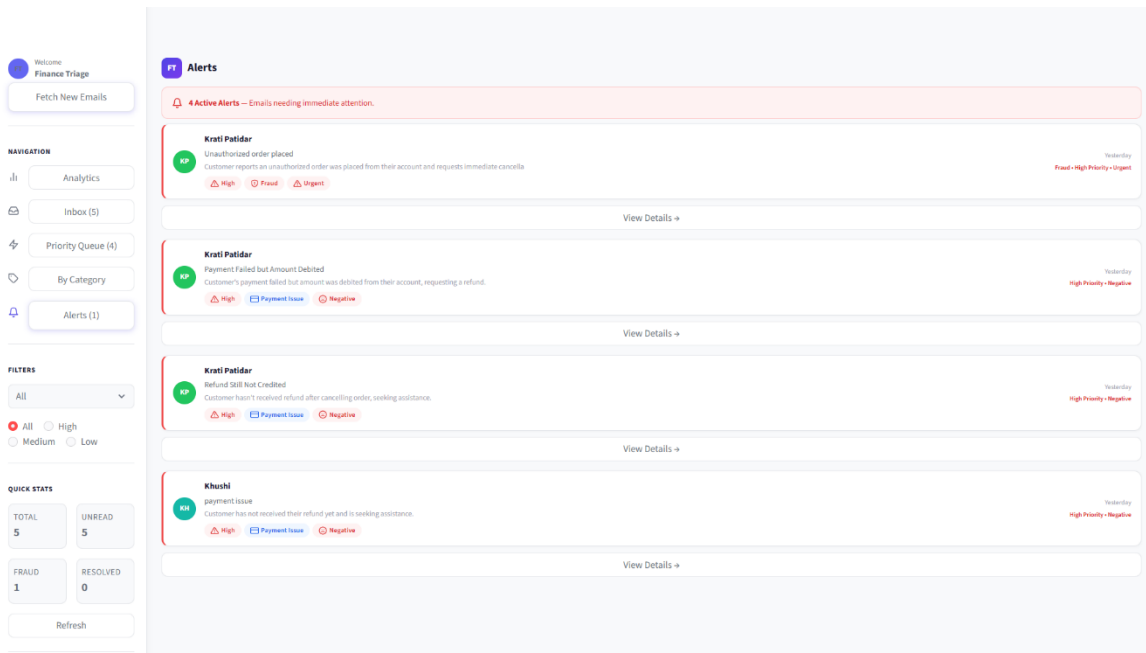 Welcome
Finance Triage
Fetch New Emails
NAVIGATION
Analytics
Inbox (5)
Priority Queue (4)
By Category
Alerts (1)
FILTERS
All
All High
Medium Low
QUICK STATS
TOTAL
5
UNREAD
5
FRAUD
1
RESOLVED
0
Refresh
FT Alerts
4 Active Alerts — Emails needing immediate attention.
KP
Krati Patidar
Unauthorized order placed
Customer reports an unauthorized order was placed from their account and requests immediate cancella
High Fraud Urgent
Yesterday
Fraud • High Priority • Urgent
View Details →
KP
Krati Patidar
Payment Failed but Amount Debited
Customer's payment failed but amount was debited from their account, requesting a refund.
High Payment Issue Negative
Yesterday
High Priority • Negative
View Details →
KP
Krati Patidar
Refund Still Not Credited
Customer hasn't received refund after cancelling order, seeking assistance.
High Payment Issue Negative
Yesterday
High Priority • Negative
View Details →
KH
Khushi
payment issue
Customer has not received their refund yet and is seeking assistance.
High Payment Issue Negative
Yesterday
High Priority • Negative
View Details →